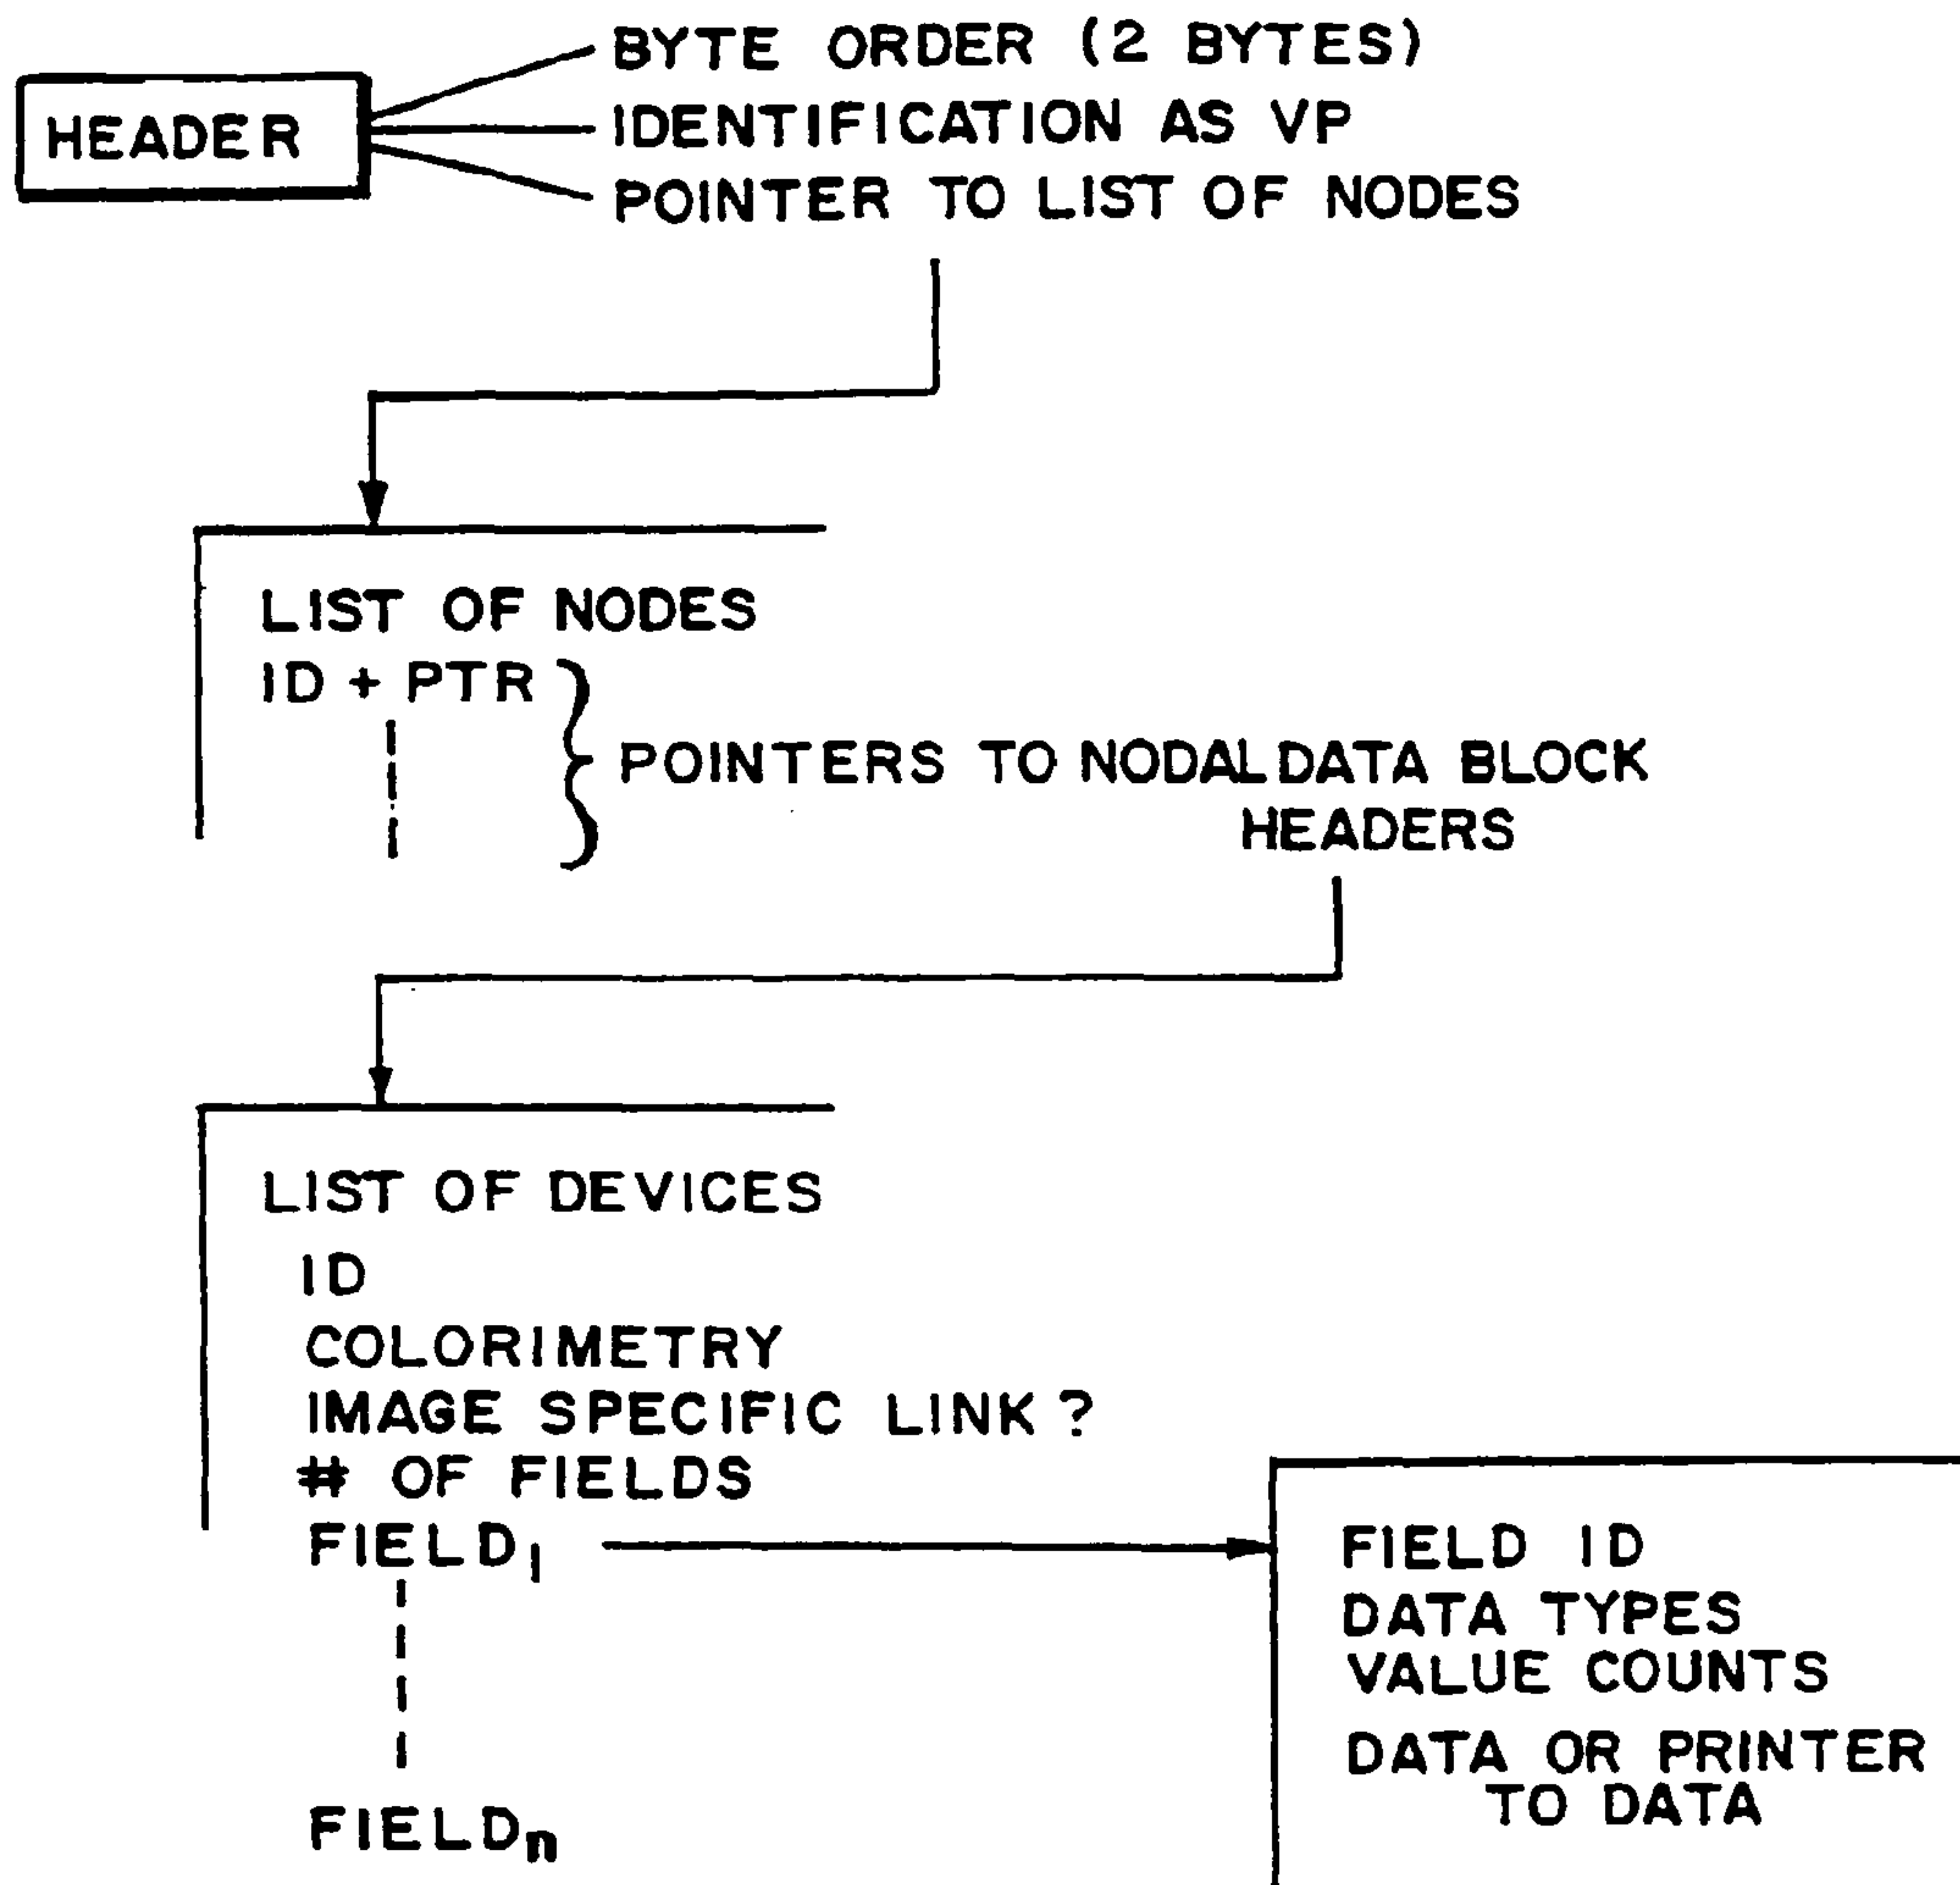 HEADER
BYTE ORDER (2 BYTES)
IDENTIFICATION AS VP
POINTER TO LIST OF NODES
LIST OF NODES
ID + PTR
POINTERS TO NODAL DATA BLOCK
HEADERS
LIST OF DEVICES
ID
COLORIMETRY
IMAGE SPECIFIC LINK ?
# OF FIELDS
FIELD1
FIELDn
FIELD ID
DATA TYPES
VALUE COUNTS
DATA OR PRINTER
TO DATA